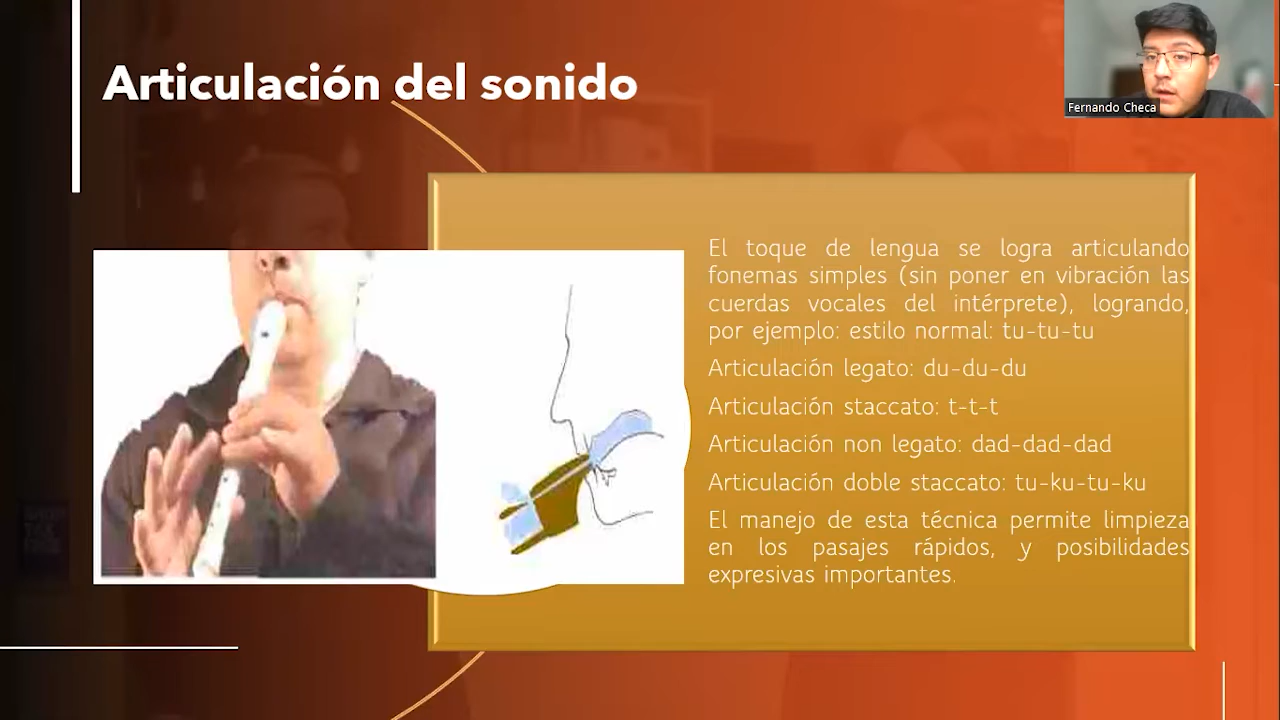 Articulación del sonido
Fernando Checa
El toque de lengua se logra articulando
fonemas simples (sin poner en vibración las
cuerdas vocales del intérprete), logrando,
por ejemplo: estilo normal: tu-tu-tu
Articulación legato: du-du-du
Articulación staccato: t-t-t
Articulación non legato: dad-dad-dad
Articulación doble staccato: tu-ku-tu-ku
El manejo de esta técnica permite limpieza
en los pasajes rápidos, y posibilidades
expresivas importantes.